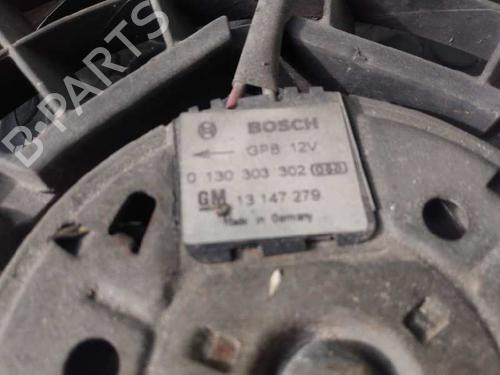 BOSCH
GPB 12V
0 130 303 302
GM 13 147 279
Made in Germany
B-PARTS